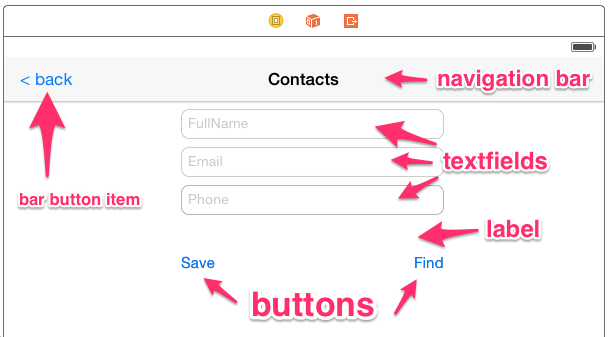 < back
Contacts
navigation bar
FullName
Email
textfields
Phone
bar button item
label
Save
Find
buttons